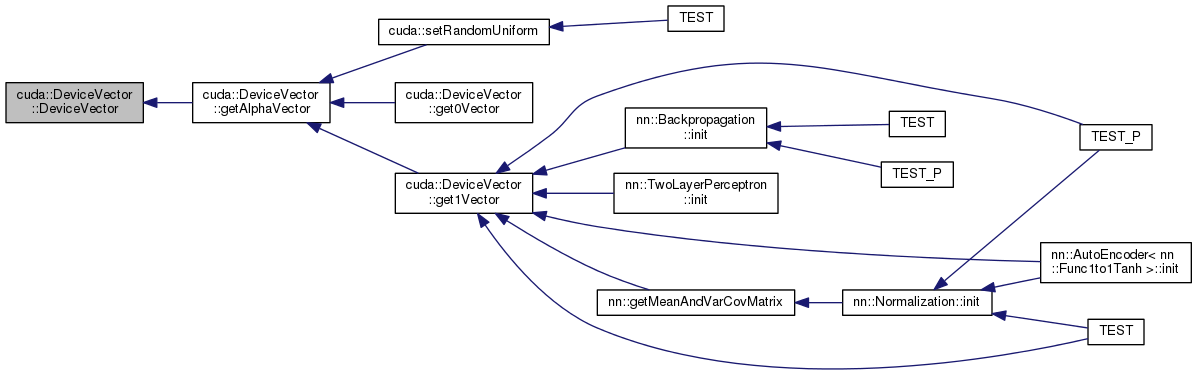 cuda::DeviceVector
::DeviceVector
cuda::DeviceVector
::getAlphaVector
cuda::setRandomUniform
TEST
cuda::DeviceVector
::get0Vector
cuda::DeviceVector
::get1Vector
nn::Backpropagation
::init
TEST
TEST_P
nn::TwoLayerPerceptron
::init
TEST_P
nn::AutoEncoder< nn
::Func1to1Tanh >::init
nn::getMeanAndVarCovMatrix
nn::Normalization::init
TEST